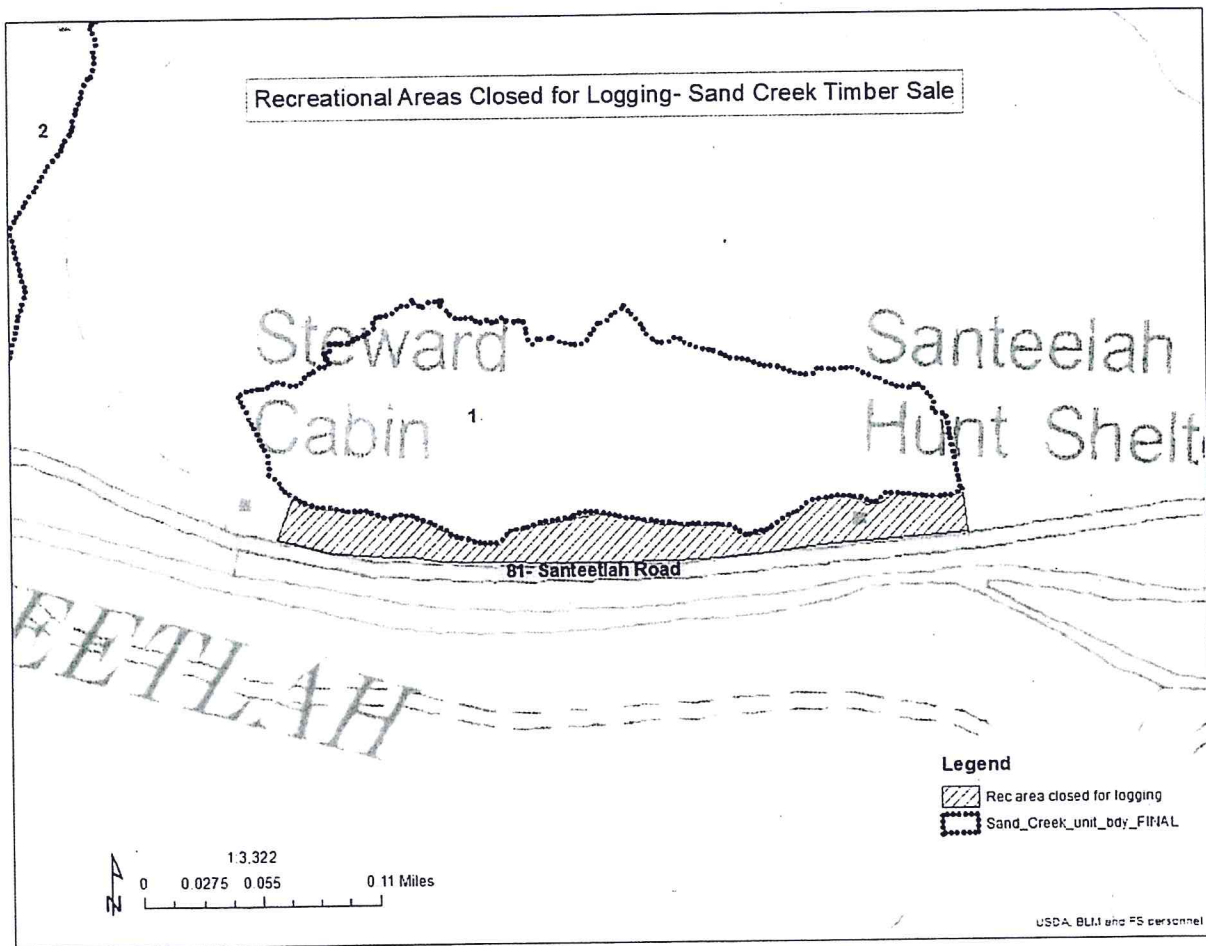 Recreational Areas Closed for Logging- Sand Creek Timber Sale
2
Steward
Cabin
1
Santeelah
Hunt Shelt
81- Santeetlah Road
EETLAH
Legend
Rec area closed for logging
Sand_Creek_unit_bdy_FINAL
1:3,322
0 0.0275 0.055 0 11 Miles
N
USDA, BLM and FS personnel